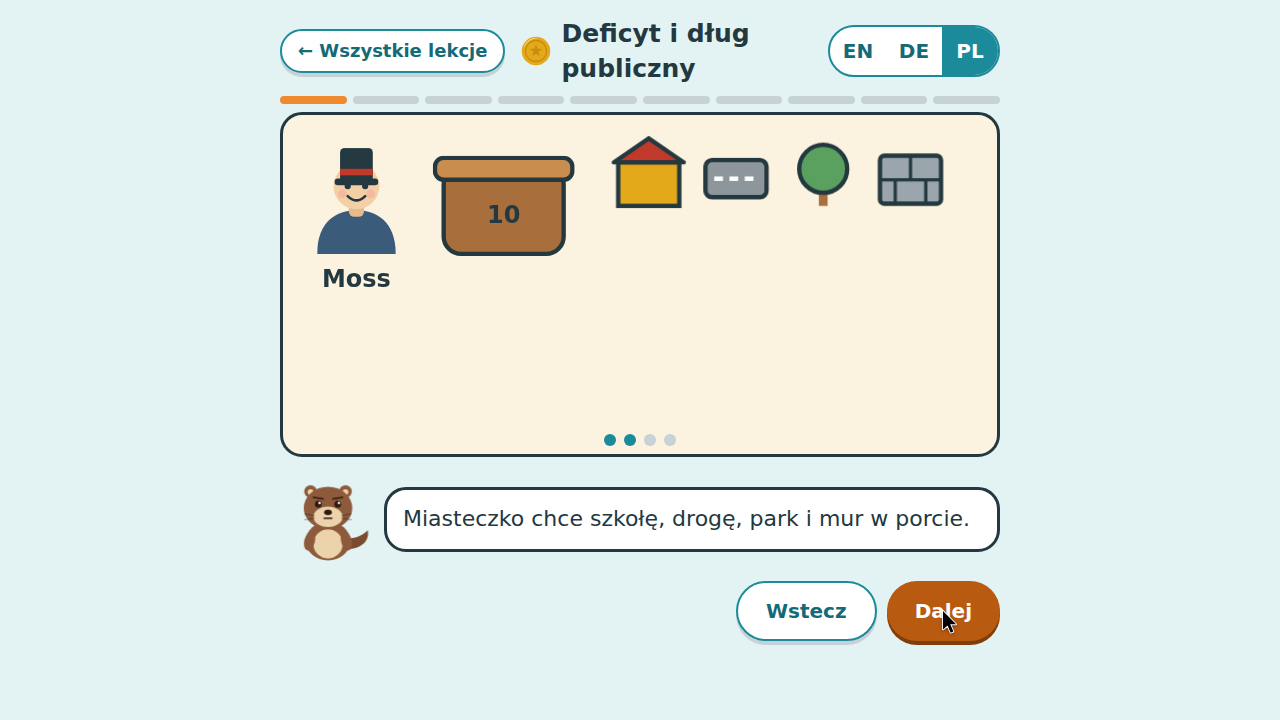 ← Wszystkie lekcje
Deficyt i dług
publiczny
EN DE PL
10
Moss
Miasteczko chce szkołę, drogę, park i mur w porcie.
Wstecz
Dalej